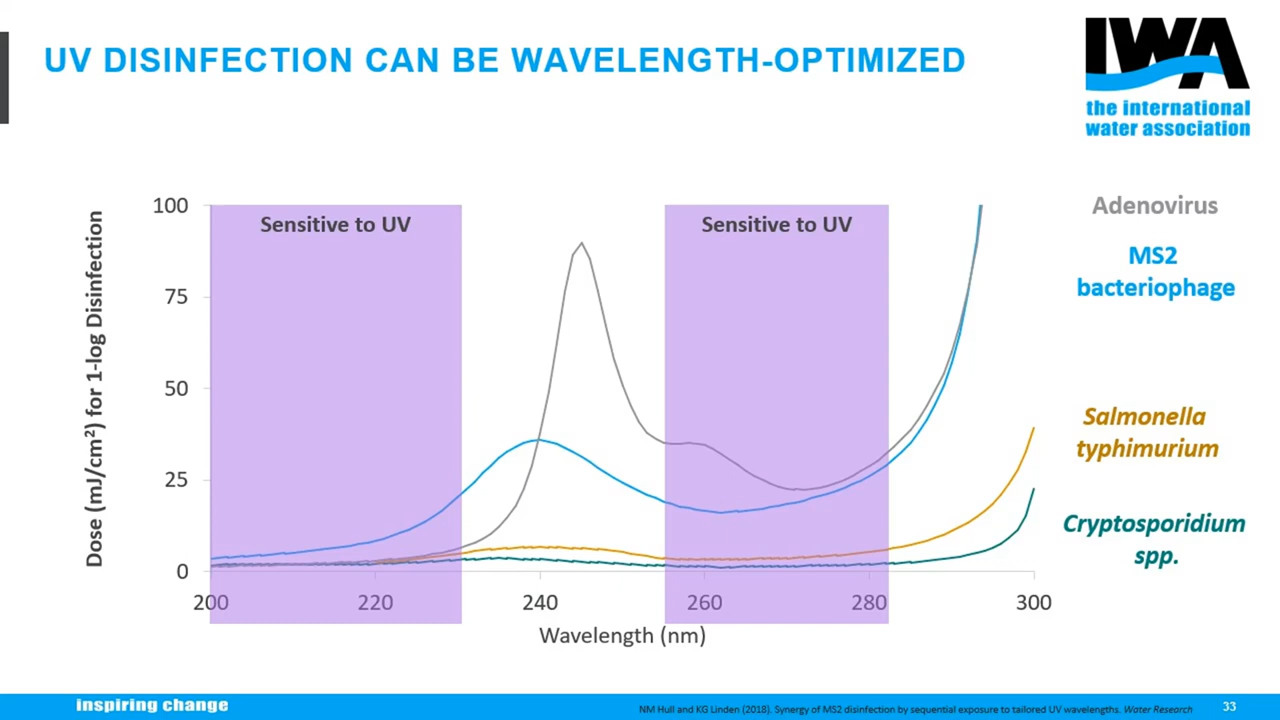 UV DISINFECTION CAN BE WAVELENGTH-OPTIMIZED
IWA
the international
water association
Sensitive to UV
Sensitive to UV
Dose (mJ/cm²) for 1-log Disinfection
100
75
50
25
0
200
220
240
260
280
300
Wavelength (nm)
Adenovirus
MS2
bacteriophage
Salmonella
typhimurium
Cryptosporidium
spp.
inspiring change
NM Hull and KG Linden (2018). Synergy of MS2 disinfection by sequential exposure to tailored UV wavelengths. Water Research
33